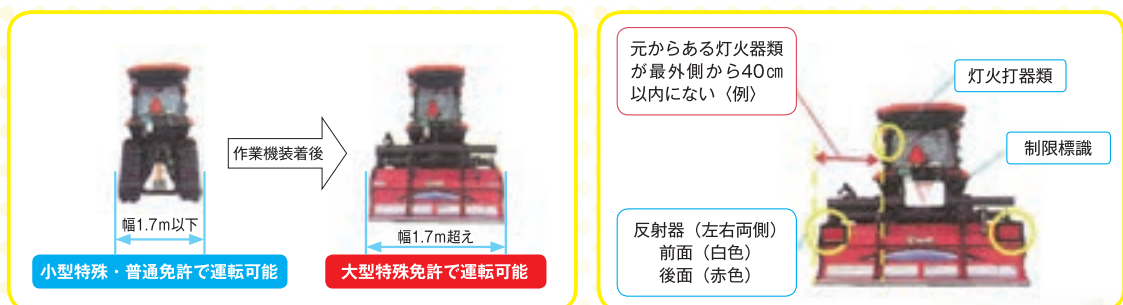 作業機装着後
幅1.7m以下
幅1.7m超え
小型特殊・普通免許で運転可能
大型特殊免許で運転可能
元からある灯火器類
が最外側から40㎝
以内にない〈例〉
灯火打器類
制限標識
反射器（左右両側）
前面（白色）
後面（赤色）